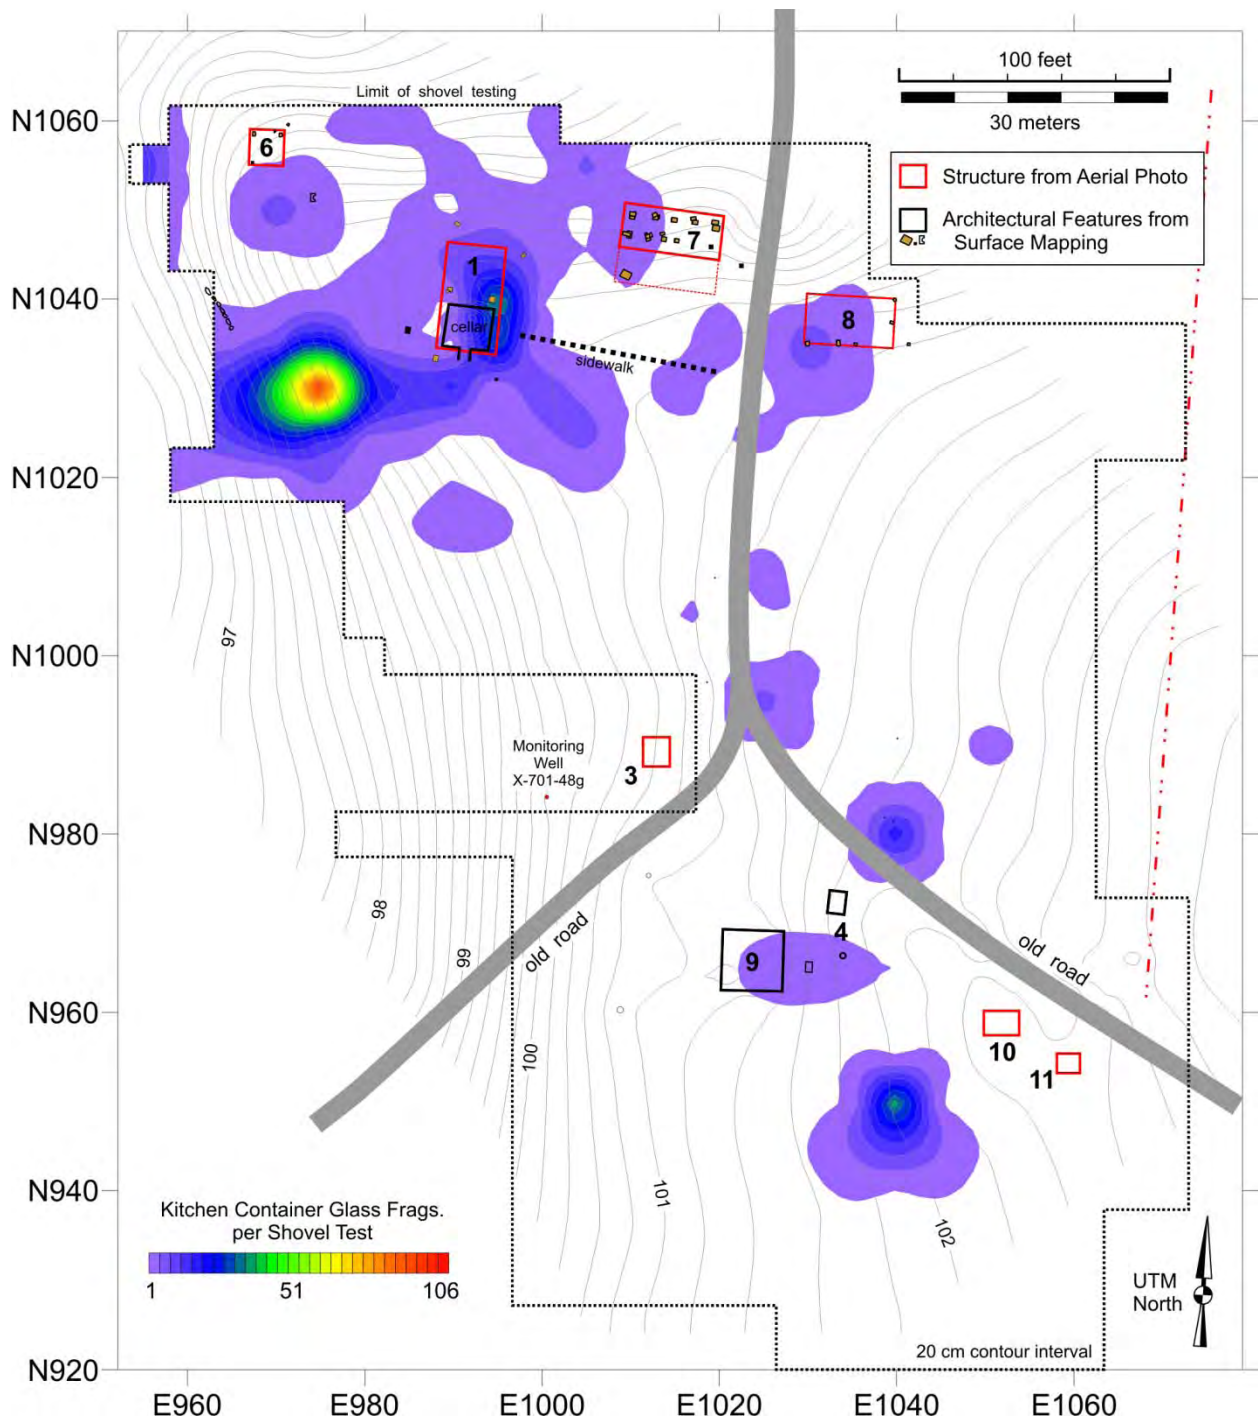 100 feet
30 meters
Structure from Aerial Photo
Architectural Features from
Surface Mapping
Limit of shovel testing
N1060
6
7
1
N1040
8
cellar
sidewalk
N1020
N1000
97
Monitoring
Well
X-701-48g
3
N980
98
99
old road
4
9
old road
N960
10
11
100
101
102
N940
Kitchen Container Glass Frags.
per Shovel Test
1
51
106
UTM
North
20 cm contour interval
N920
E960
E980
E1000
E1020
E1040
E1060